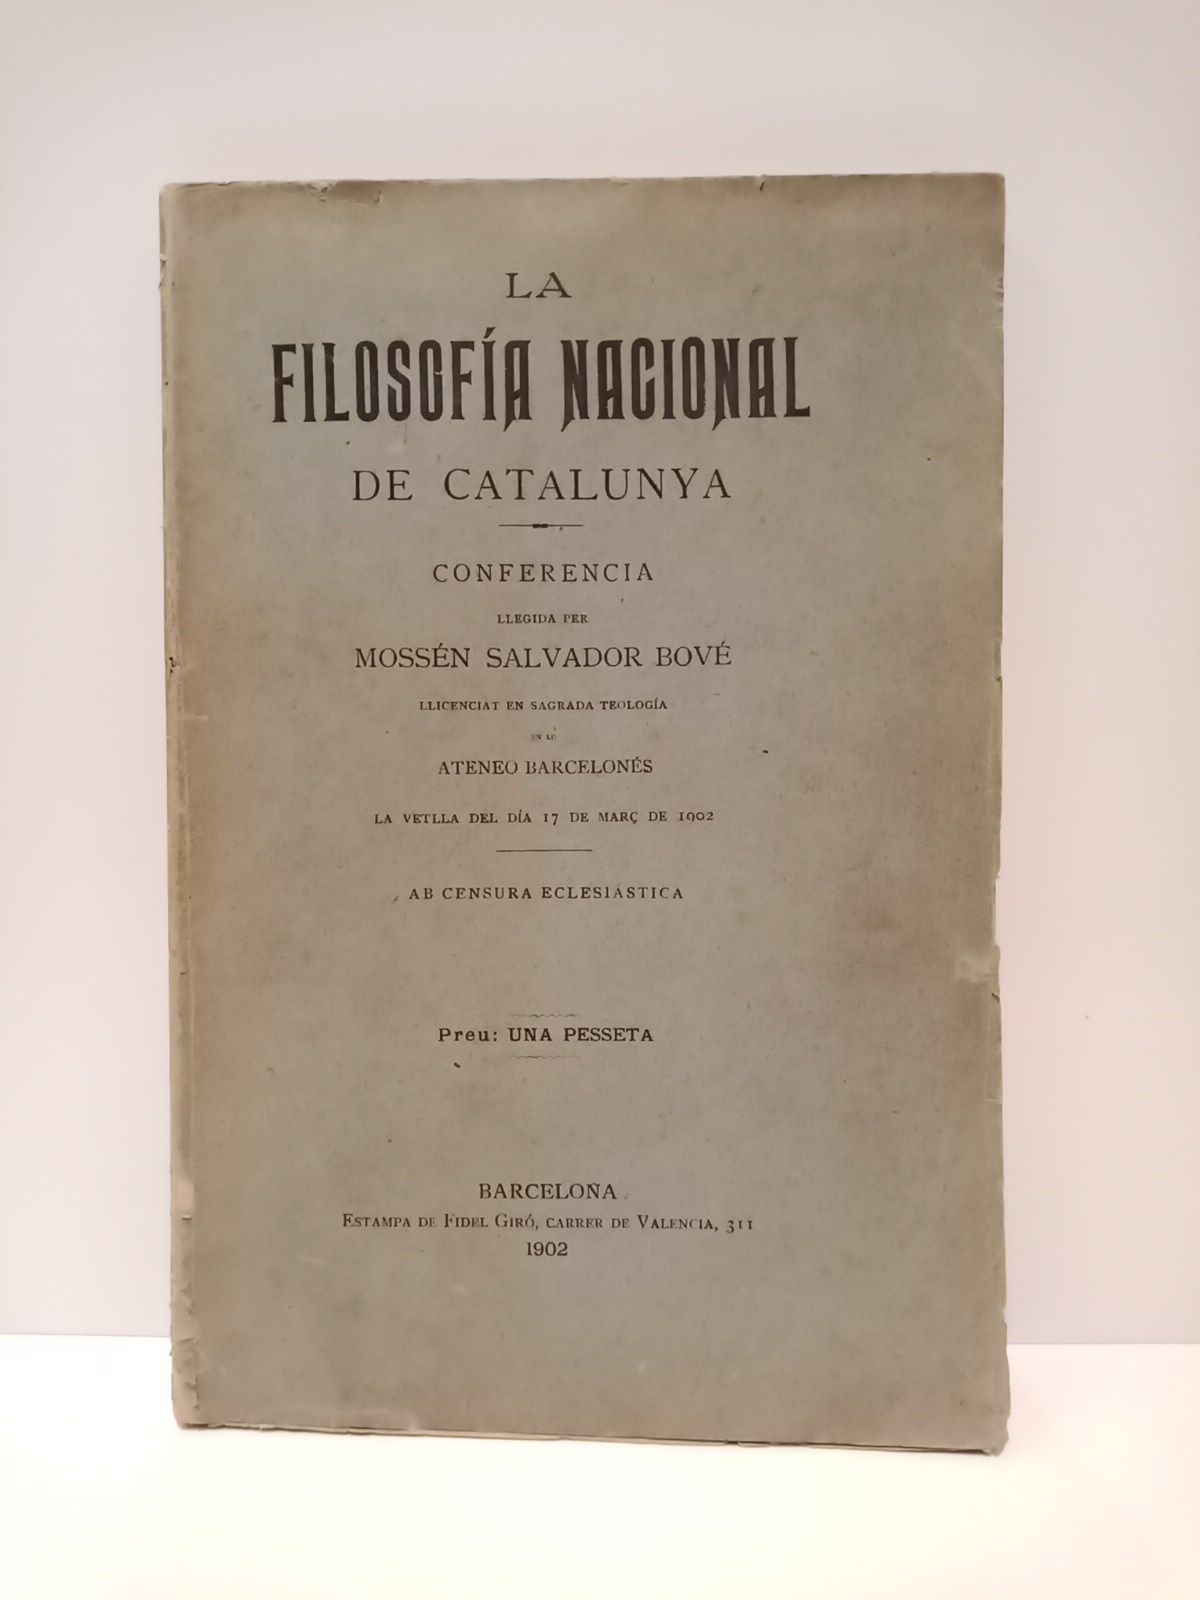 LA
FILOSOFÍA NACIONAL
DE CATALUNYA
CONFERENCIA
LLEGIDA PER
MOSSÉN SALVADOR BOVÉ
LLICENCIAT EN SAGRADA TEOLOGÍA
EN LO
ATENEO BARCELONÉS
LA VETLLA DEL DÍA 17 DE MARÇ DE 1902
AB CENSURA ECLESIÁSTICA
Preu: UNA PESSETA
BARCELONA
ESTAMPA DE FIDEL GIRÓ, CARRER DE VALENCIA, 311
1902